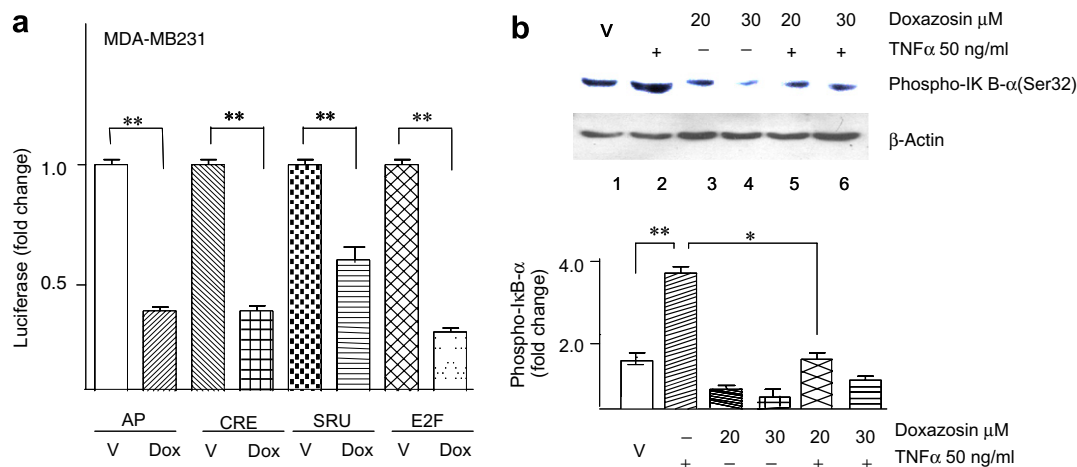 a
MDA-MB231
** ** ** **
Luciferase (fold change)
1.0
0.5
AP CRE SRU E2F
V Dox V Dox V Dox V Dox
b
V 20 30 20 30 Doxazosin µM
+ – – + + TNFα 50 ng/ml
Phospho-IK B-α(Ser32)
β-Actin
1 2 3 4 5 6
** *
Phospho-IκB-α
(fold change)
4.0
2.0
V – 20 30 20 30 Doxazosin µM
+ – – + + TNFα 50 ng/ml